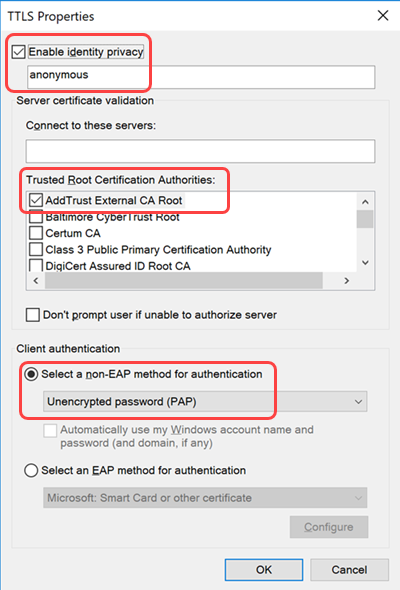 TTLS Properties
Enable identity privacy
anonymous
Server certificate validation
Connect to these servers:
Trusted Root Certification Authorities:
AddTrust External CA Root
Baltimore CyberTrust Root
Certum CA
Class 3 Public Primary Certification Authority
DigiCert Assured ID Root CA
Don't prompt user if unable to authorize server
Client authentication
Select a non-EAP method for authentication
Unencrypted password (PAP)
Automatically use my Windows account name and
password (and domain, if any)
Select an EAP method for authentication
Microsoft: Smart Card or other certificate
Configure
OK Cancel